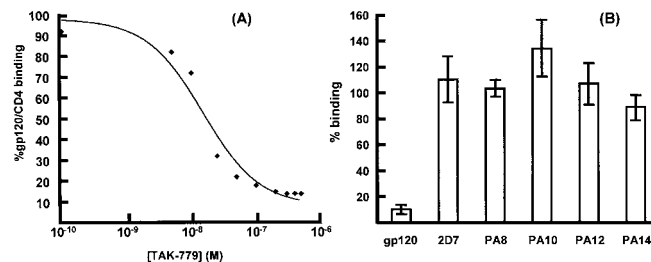 (A)
%gp120/CD4 binding
100
90
80
70
60
50
40
30
20
10
10-10
10-9
10-8
10-7
10-6
[TAK-779] (M)
(B)
% binding
160
140
120
100
80
60
40
20
0
gp120
2D7
PA8
PA10
PA12
PA14